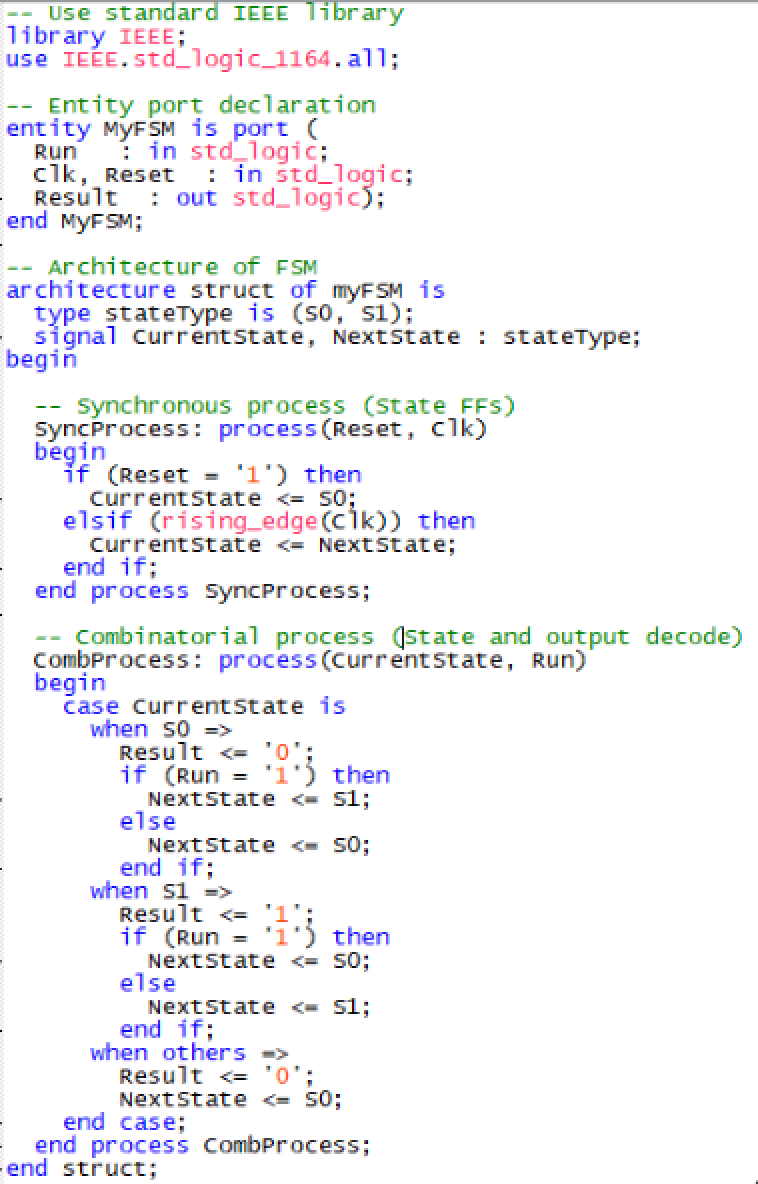 -- Use standard IEEE library
library IEEE;
use IEEE.std_logic_1164.all;

-- Entity port declaration
entity MyFSM is port (
  Run   : in std_logic;
  Clk, Reset  : in std_logic;
  Result  : out std_logic);
end MyFSM;

-- Architecture of FSM
architecture struct of myFSM is
  type stateType is (S0, S1);
  signal CurrentState, NextState : stateType;
begin

  -- Synchronous process (State FFs)
  SyncProcess: process(Reset, Clk)
  begin
    if (Reset = '1') then
      CurrentState <= S0;
    elsif (rising_edge(Clk)) then
      CurrentState <= NextState;
    end if;
  end process SyncProcess;

  -- Combinatorial process (State and output decode)
  CombProcess: process(CurrentState, Run)
  begin
    case CurrentState is
      when S0 =>
        Result <= '0';
        if (Run = '1') then
          NextState <= S1;
        else
          NextState <= S0;
        end if;
      when S1 =>
        Result <= '1';
        if (Run = '1') then
          NextState <= S0;
        else
          NextState <= S1;
        end if;
      when others =>
        Result <= '0';
        NextState <= S0;
    end case;
  end process CombProcess;
end struct;